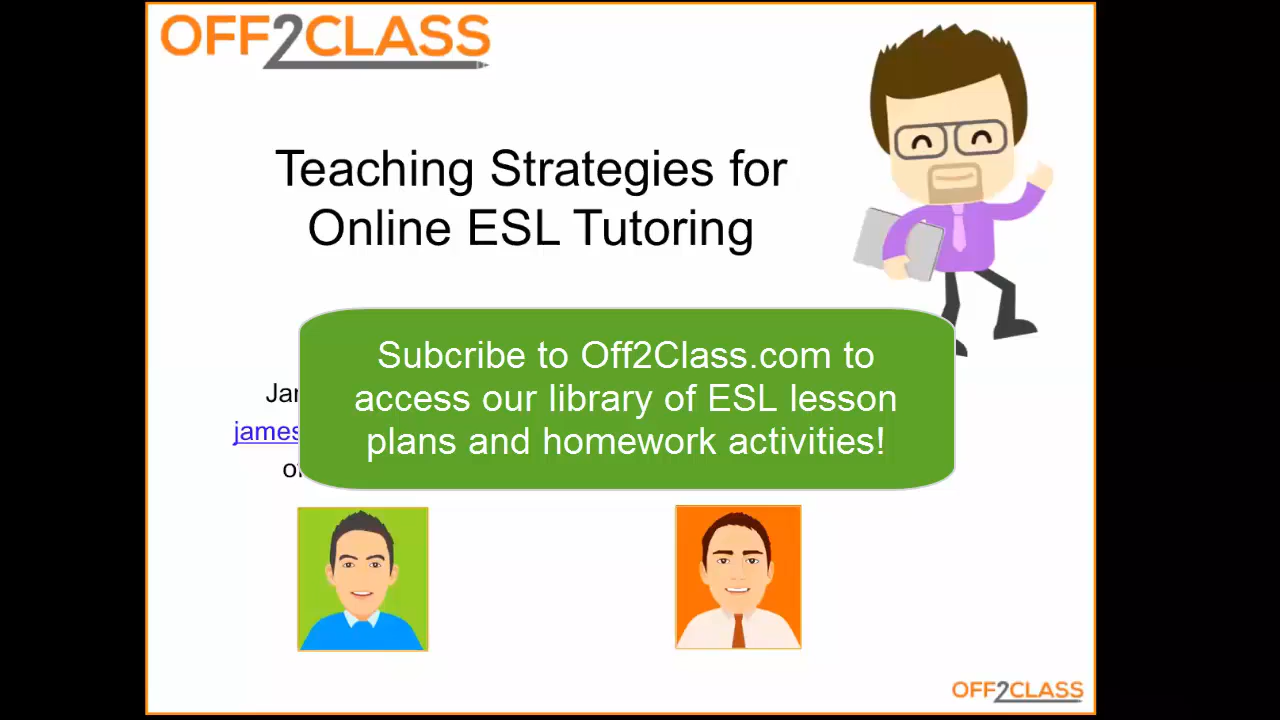 OFF2CLASS
Teaching Strategies for
Online ESL Tutoring
Subcribe to Off2Class.com to
access our library of ESL lesson
plans and homework activities!
james
OFF2CLASS